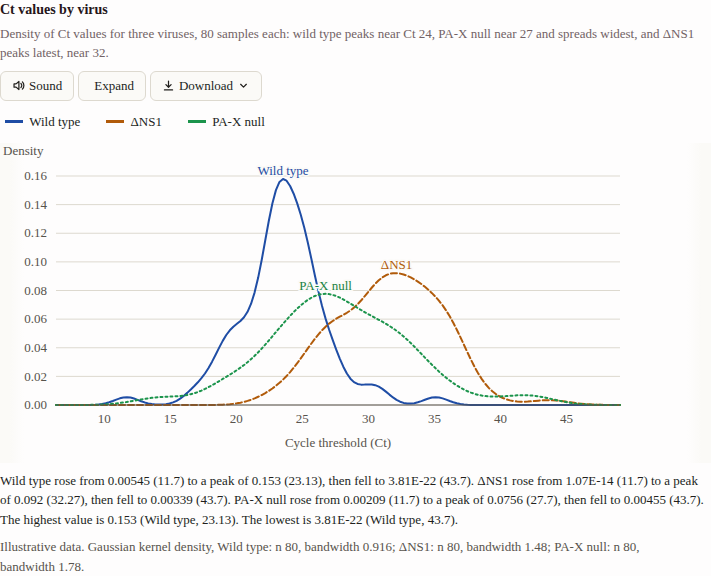 Ct values by virus
Density of Ct values for three viruses, 80 samples each: wild type peaks near Ct 24, PA-X null near 27 and spreads widest, and ΔNS1
peaks latest, near 32.
Sound Expand Download
Wild type ΔNS1 PA-X null
Density
Wild type
0.16
0.14
0.12
0.10
ΔNS1
PA-X null
0.08
0.06
0.04
0.02
0.00
10 15 20 25 30 35 40 45
Cycle threshold (Ct)
Wild type rose from 0.00545 (11.7) to a peak of 0.153 (23.13), then fell to 3.81E-22 (43.7). ΔNS1 rose from 1.07E-14 (11.7) to a peak
of 0.092 (32.27), then fell to 0.00339 (43.7). PA-X null rose from 0.00209 (11.7) to a peak of 0.0756 (27.7), then fell to 0.00455 (43.7).
The highest value is 0.153 (Wild type, 23.13). The lowest is 3.81E-22 (Wild type, 43.7).
Illustrative data. Gaussian kernel density, Wild type: n 80, bandwidth 0.916; ΔNS1: n 80, bandwidth 1.48; PA-X null: n 80,
bandwidth 1.78.